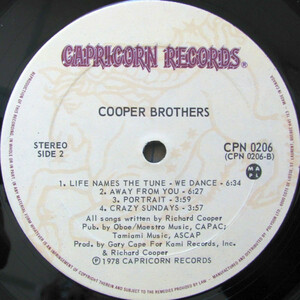 CAPRICORN RECORDS®
COOPER BROTHERS
STEREO
SIDE 2
CPN 0206
(CPN 0206-B)
1. LIFE NAMES THE TUNE - WE DANCE - 6:34
2. AWAY FROM YOU - 6:27
3. PORTRAIT - 3:59
4. CRAZY SUNDAYS - 3:57
All songs written by Richard Cooper
Pub. by: Oboe/Maestro Music, CAPAC;
Tamiami Music, ASCAP
Prod. by: Gary Cape For Kami Records, Inc.
& Richard Cooper
℗ 1978 CAPRICORN RECORDS